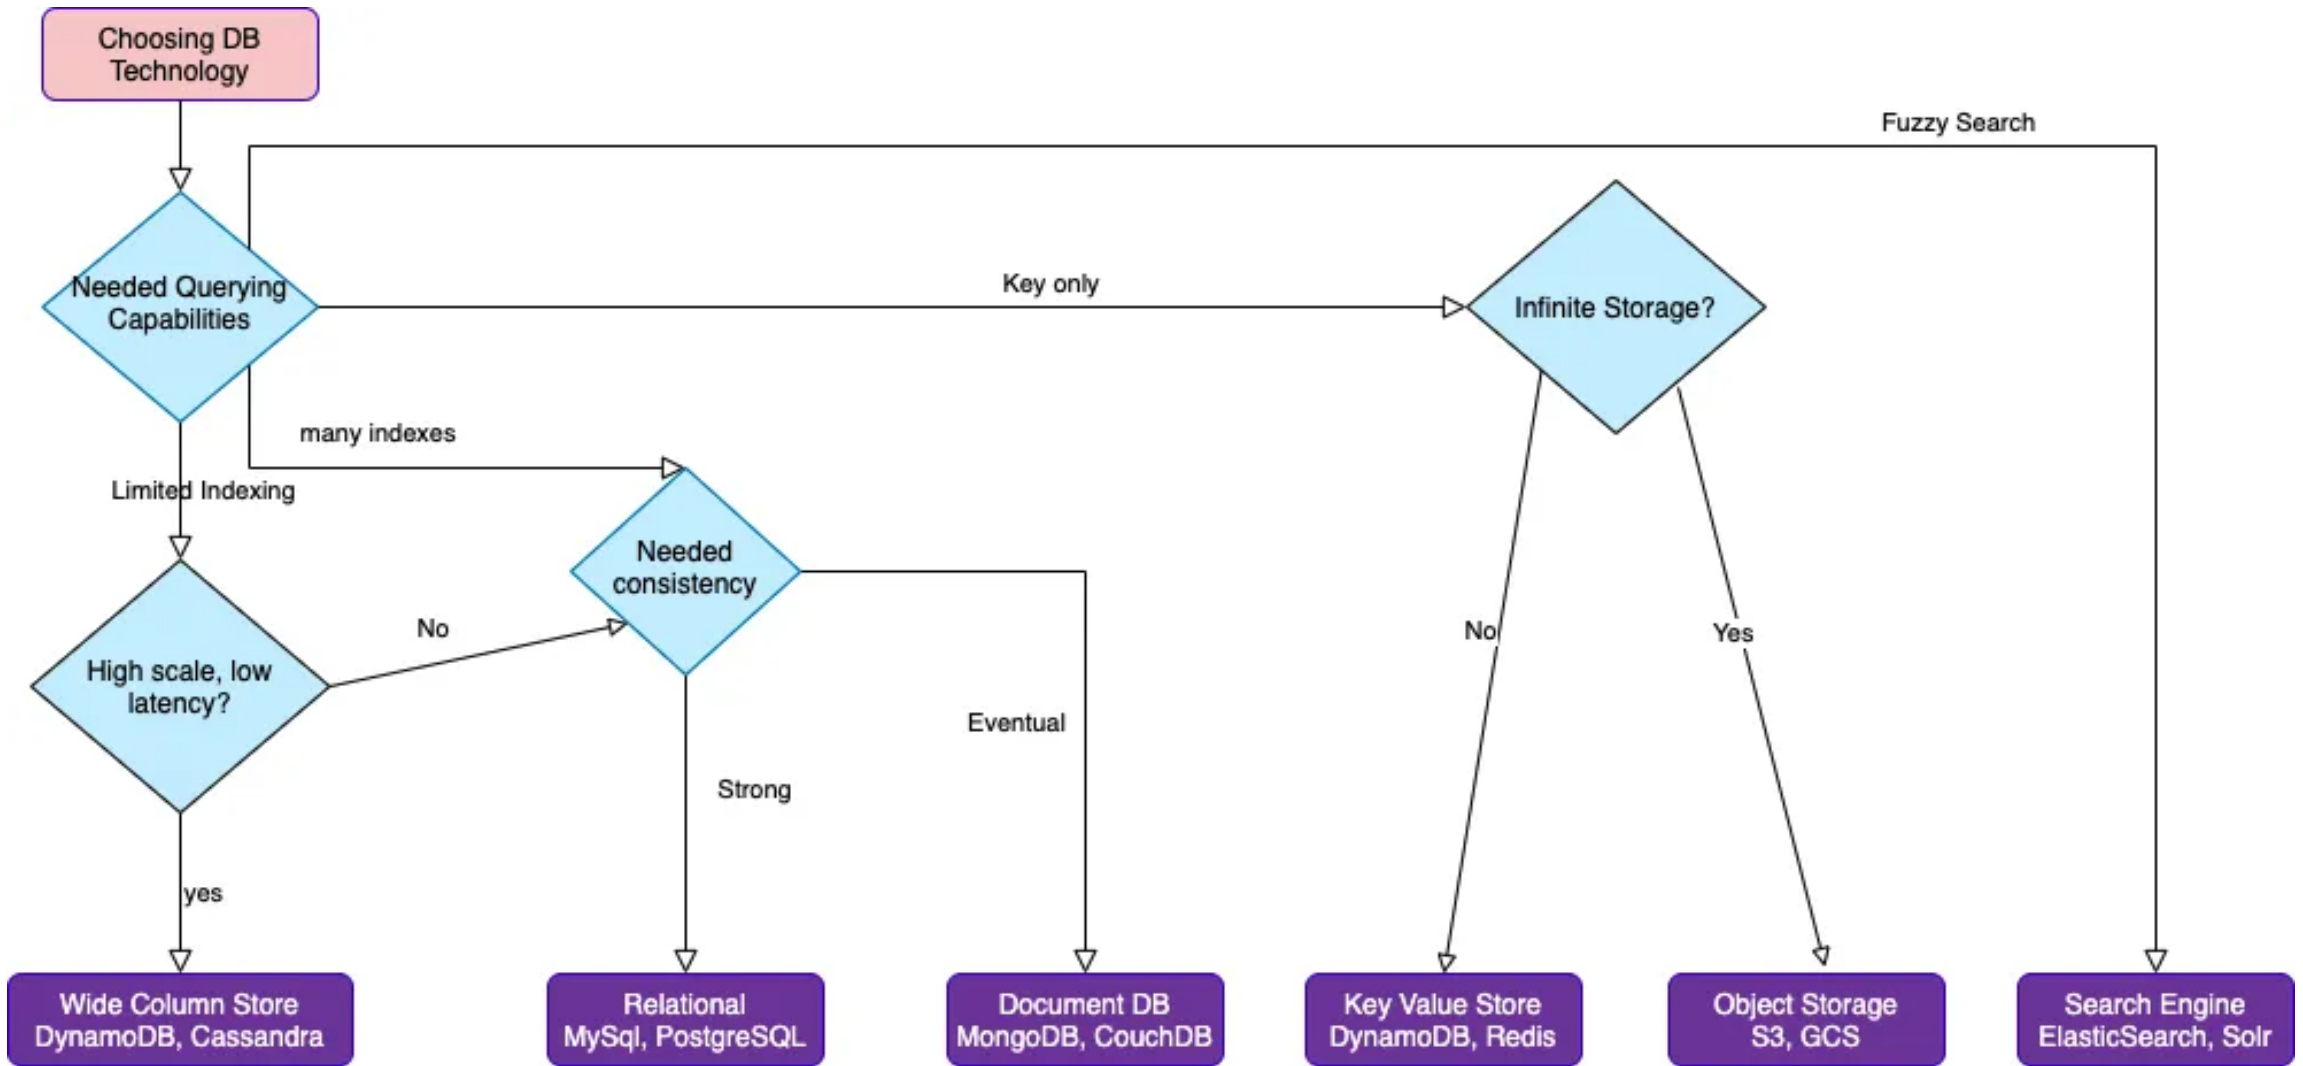 Choosing DB
Technology
Fuzzy Search
Needed Querying
Capabilities
Key only
Infinite Storage?
many indexes
Limited Indexing
Needed
consistency
No
High scale, low
latency?
No
Yes
Eventual
Strong
yes
Wide Column Store
DynamoDB, Cassandra
Relational
MySql, PostgreSQL
Document DB
MongoDB, CouchDB
Key Value Store
DynamoDB, Redis
Object Storage
S3, GCS
Search Engine
ElasticSearch, Solr